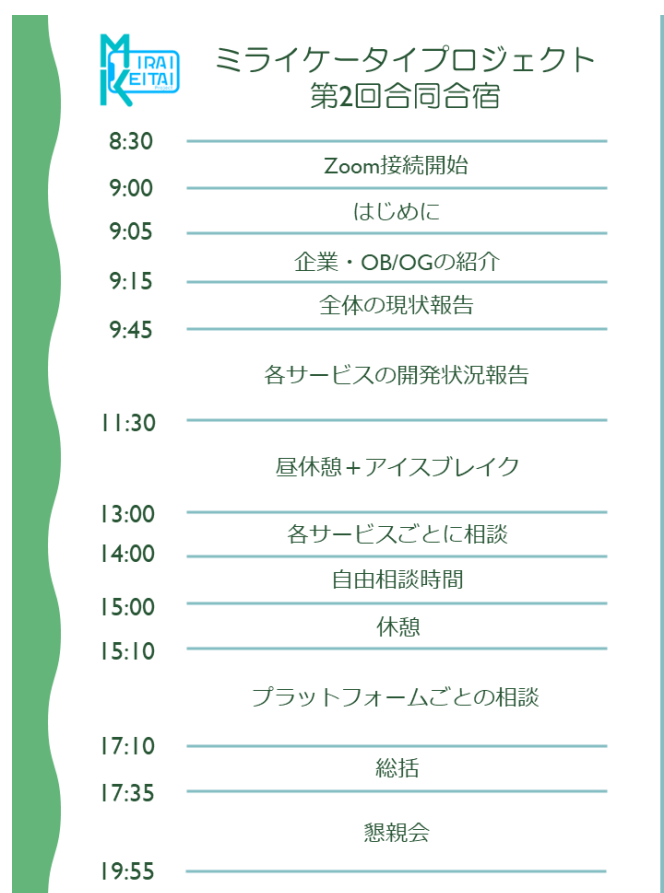 MIRAI
KEITAI
Project
ミライケータイプロジェクト
第2回合同合宿
8:30
Zoom接続開始
9:00
はじめに
9:05
企業・OB/OGの紹介
9:15
全体の現状報告
9:45
各サービスの開発状況報告
11:30
昼休憩+アイスブレイク
13:00
各サービスごとに相談
14:00
自由相談時間
15:00
休憩
15:10
プラットフォームごとの相談
17:10
総括
17:35
懇親会
19:55